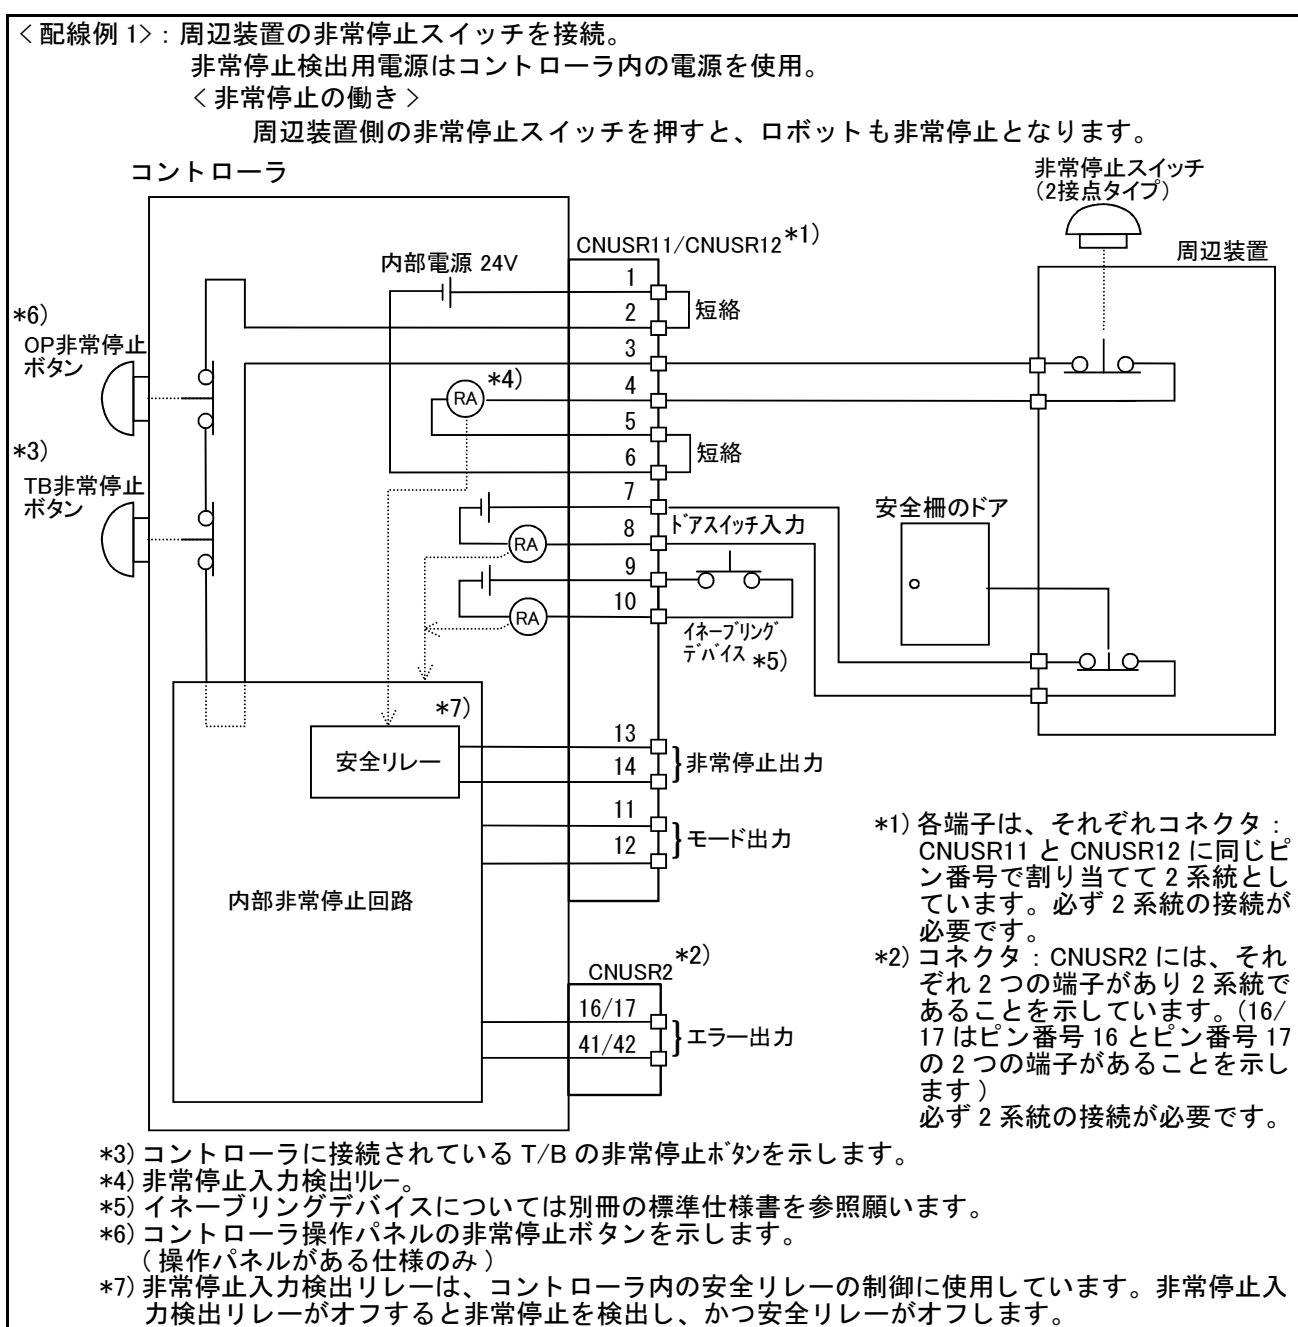 <配線例 1>：周辺装置の非常停止スイッチを接続。
非常停止検出用電源はコントローラ内の電源を使用。
<非常停止の働き>
周辺装置側の非常停止スイッチを押すと、ロボットも非常停止となります。
コントローラ
非常停止スイッチ
(2接点タイプ)
CNUSR11/CNUSR12 *1)
周辺装置
内部電源 24V
1
2
短絡
*6)
OP非常停止
ボタン
3
RA
*4)
4
5
6
短絡
*3)
TB非常停止
ボタン
7
安全柵のドア
8
ドアスイッチ入力
RA
9
10
RA
イネーブリング
デバイス *5)
*7)
安全リレー
13
14
非常停止出力
11
12
モード出力
内部非常停止回路
CNUSR2 *2)
16/17
41/42
エラー出力
*1) 各端子は、それぞれコネクタ：
CNUSR11 と CNUSR12 に同じピ
ン番号で割り当てて 2 系統とし
ています。必ず 2 系統の接続が
必要です。
*2) コネクタ：CNUSR2 には、それ
ぞれ 2 つの端子があり 2 系統で
あることを示しています。(16/
17 はピン番号 16 とピン番号 17
の 2 つの端子があることを示し
ます)
必ず 2 系統の接続が必要です。
*3) コントローラに接続されている T/B の非常停止ボタンを示します。
*4) 非常停止入力検出リレー。
*5) イネーブリングデバイスについては別冊の標準仕様書を参照願います。
*6) コントローラ操作パネルの非常停止ボタンを示します。
(操作パネルがある仕様のみ)
*7) 非常停止入力検出リレーは、コントローラ内の安全リレーの制御に使用しています。非常停止入
力検出リレーがオフすると非常停止を検出し、かつ安全リレーがオフします。